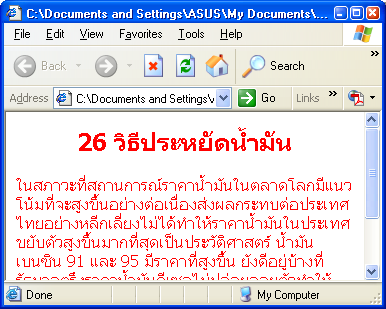 C:\Documents and Settings\ASUS\My Documents\...
File Edit View Favorites Tools Help
Back Search
Address C:\Documents and Settings\ Go Links
26 วิธีประหยัดน้ำมัน
ในสภาวะที่สถานการณ์ราคาน้ำมันในตลาดโลกมีแนว
โน้มที่จะสูงขึ้นอย่างต่อเนื่องส่งผลกระทบต่อประเทศ
ไทยอย่างหลีกเลี่ยงไม่ได้ทำให้ราคาน้ำมันในประเทศ
ขยับตัวสูงขึ้นมากที่สุดเป็นประวัติศาสตร์ น้ำมัน
เบนซิน 91 และ 95 มีราคาที่สูงขึ้น ยังดีอยู่บ้างที่
Done My Computer